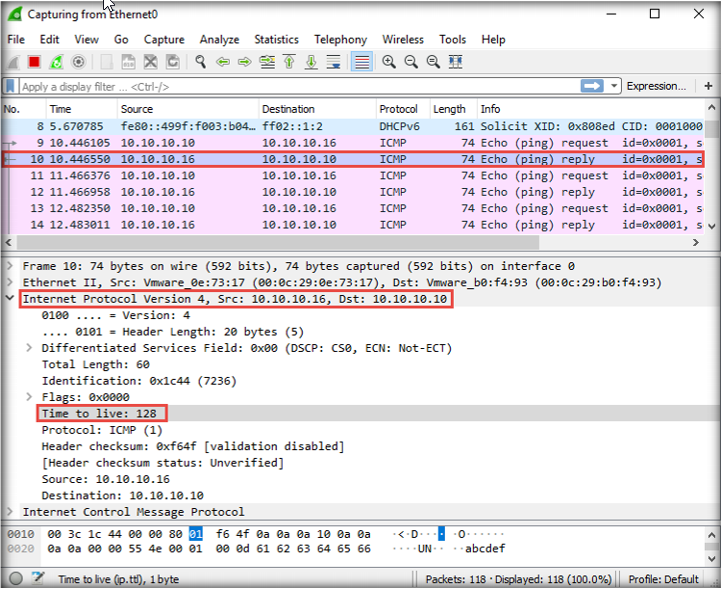 Capturing from Ethernet0
File Edit View Go Capture Analyze Statistics Telephony Wireless Tools Help
Apply a display filter ... <Ctrl-/> Expression... +
No. Time Source Destination Protocol Length Info
8 5.670785 fe80::499f:f003:b04… ff02::1:2 DHCPv6 161 Solicit XID: 0x808ed CID: 0001000
9 10.446105 10.10.10.10 10.10.10.16 ICMP 74 Echo (ping) request id=0x0001, s
10 10.446550 10.10.10.16 10.10.10.10 ICMP 74 Echo (ping) reply id=0x0001, s
11 11.466376 10.10.10.10 10.10.10.16 ICMP 74 Echo (ping) request id=0x0001, s
12 11.466958 10.10.10.16 10.10.10.10 ICMP 74 Echo (ping) reply id=0x0001, s
13 12.482350 10.10.10.10 10.10.10.16 ICMP 74 Echo (ping) request id=0x0001, s
14 12.483011 10.10.10.16 10.10.10.10 ICMP 74 Echo (ping) reply id=0x0001, s
Frame 10: 74 bytes on wire (592 bits), 74 bytes captured (592 bits) on interface 0
Ethernet II, Src: Vmware_0e:73:17 (00:0c:29:0e:73:17), Dst: Vmware_b0:f4:93 (00:0c:29:b0:f4:93)
Internet Protocol Version 4, Src: 10.10.10.16, Dst: 10.10.10.10
0100 .... = Version: 4
.... 0101 = Header Length: 20 bytes (5)
Differentiated Services Field: 0x00 (DSCP: CS0, ECN: Not-ECT)
Total Length: 60
Identification: 0x1c44 (7236)
Flags: 0x0000
Time to live: 128
Protocol: ICMP (1)
Header checksum: 0xf64f [validation disabled]
[Header checksum status: Unverified]
Source: 10.10.10.16
Destination: 10.10.10.10
Internet Control Message Protocol
0010 00 3c 1c 44 00 00 80 01 f6 4f 0a 0a 0a 10 0a 0a ·<·D···· ·O······
0020 0a 0a 00 00 55 4e 00 01 00 0d 61 62 63 64 65 66 ····UN·· ··abcdef
Time to live (ip.ttl), 1 byte Packets: 118 · Displayed: 118 (100.0%) Profile: Default